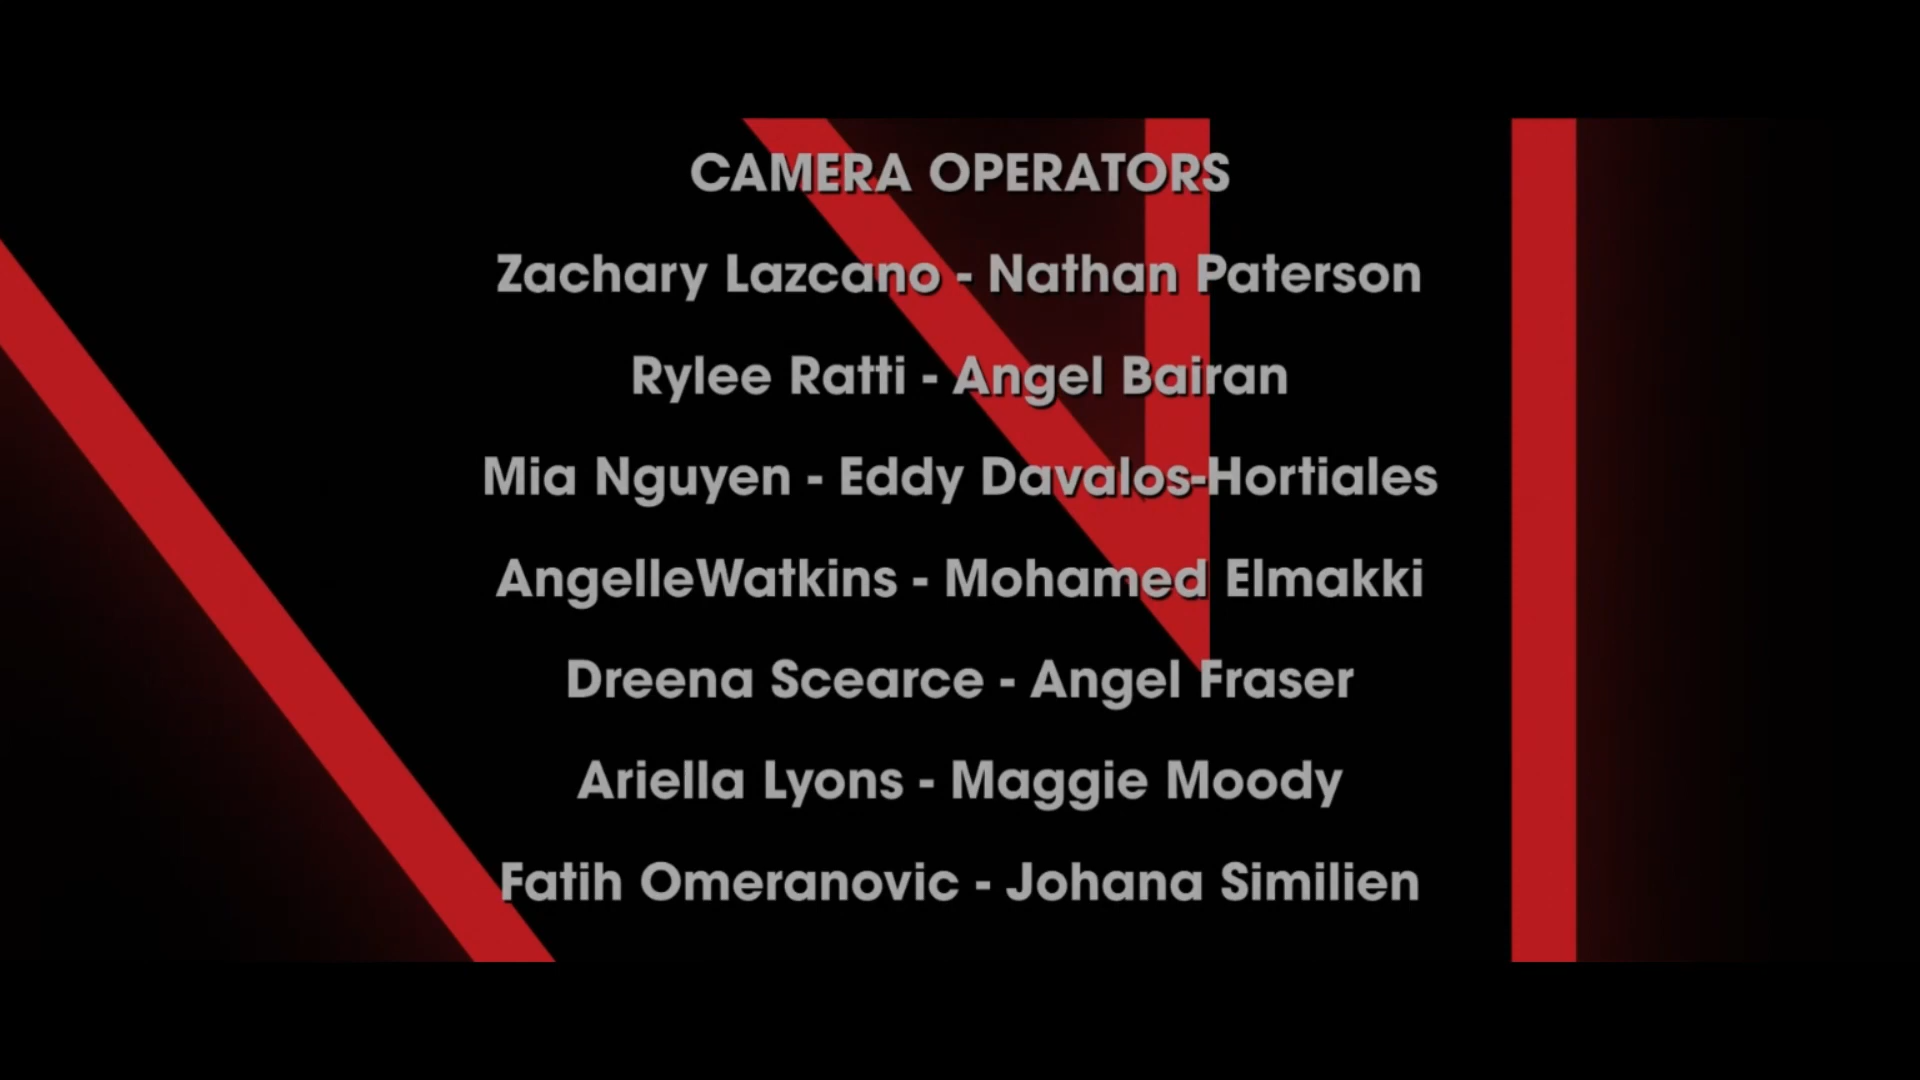 CAMERA OPERATORS
Zachary Lazcano - Nathan Paterson
Rylee Ratti - Angel Bairan
Mia Nguyen - Eddy Davalos-Hortiales
AngelleWatkins - Mohamed Elmakki
Dreena Scearce - Angel Fraser
Ariella Lyons - Maggie Moody
Fatih Omeranovic - Johana Similien